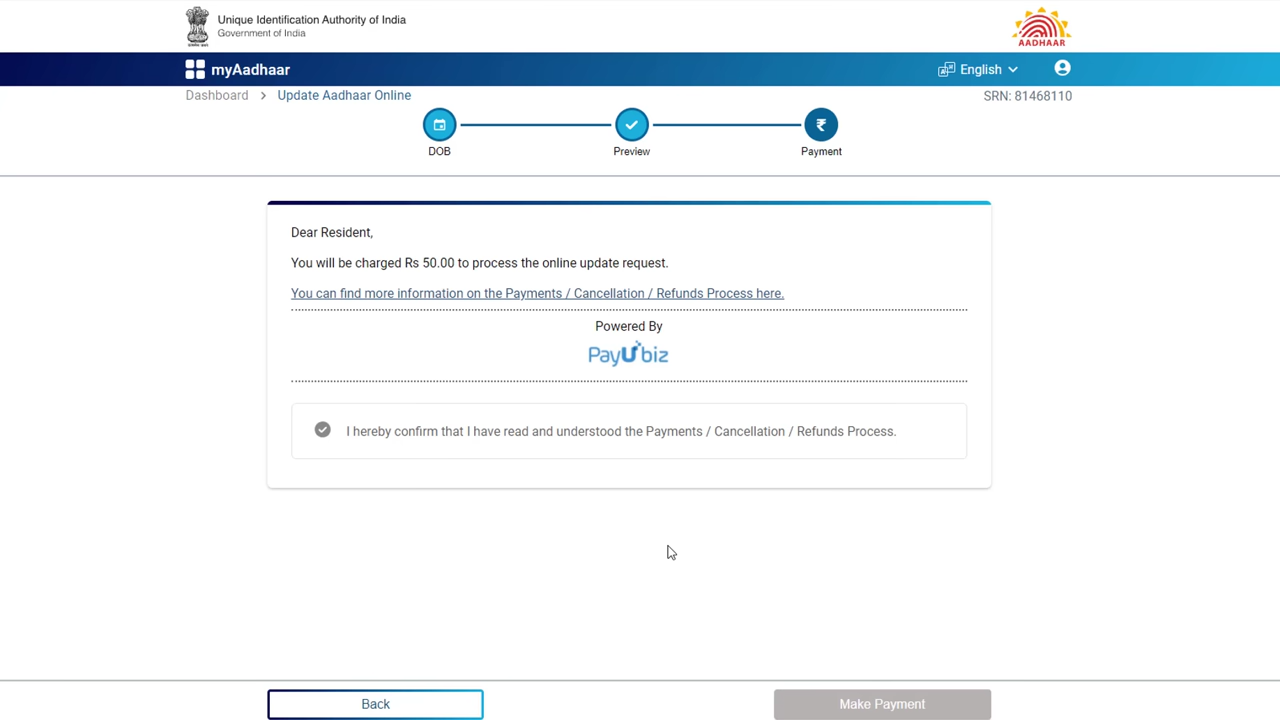 Unique Identification Authority of India
Government of India
AADHAAR
myAadhaar
English
Dashboard > Update Aadhaar Online
SRN: 81468110
DOB
Preview
₹
Payment
Dear Resident,
You will be charged Rs 50.00 to process the online update request.
You can find more information on the Payments / Cancellation / Refunds Process here.
Powered By
PayUbiz
I hereby confirm that I have read and understood the Payments / Cancellation / Refunds Process.
Back
Make Payment